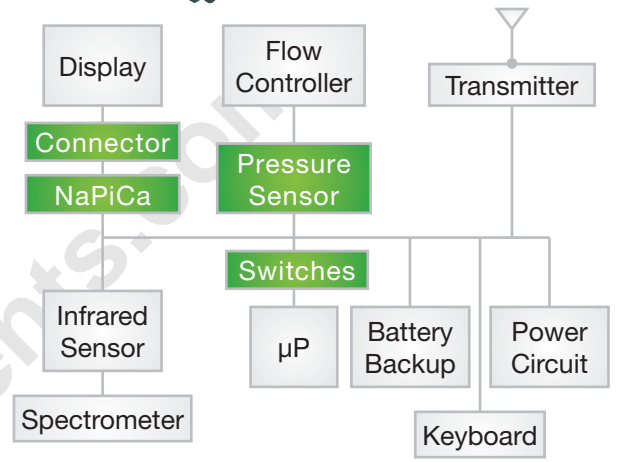 Display
Flow
Controller
Transmitter
Connector
NaPiCa
Pressure
Sensor
Switches
Infrared
Sensor
µP
Battery
Backup
Power
Circuit
Spectrometer
Keyboard